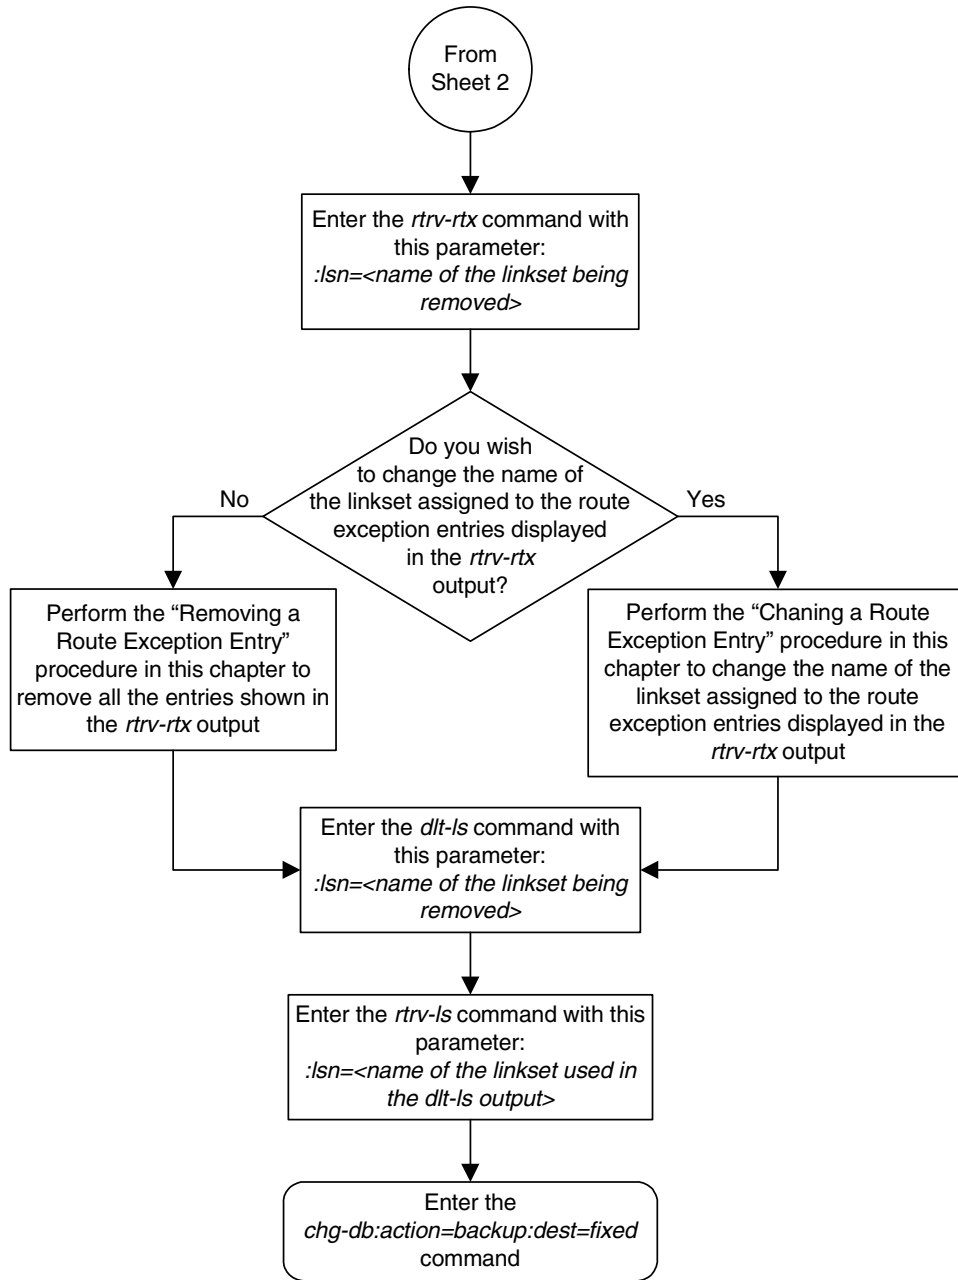 From
Sheet 2
Enter the rtrv-rtx command with
this parameter:
:lsn=<name of the linkset being
removed>
Do you wish
to change the name of
the linkset assigned to the route
exception entries displayed
in the rtrv-rtx
output?
No
Yes
Perform the “Removing a
Route Exception Entry”
procedure in this chapter to
remove all the entries shown in
the rtrv-rtx output
Perform the “Chaning a Route
Exception Entry” procedure in this
chapter to change the name of the
linkset assigned to the route
exception entries displayed in the
rtrv-rtx output
Enter the dlt-ls command with
this parameter:
:lsn=<name of the linkset being
removed>
Enter the rtrv-ls command with this
parameter:
:lsn=<name of the linkset used in
the dlt-ls output>
Enter the
chg-db:action=backup:dest=fixed
command